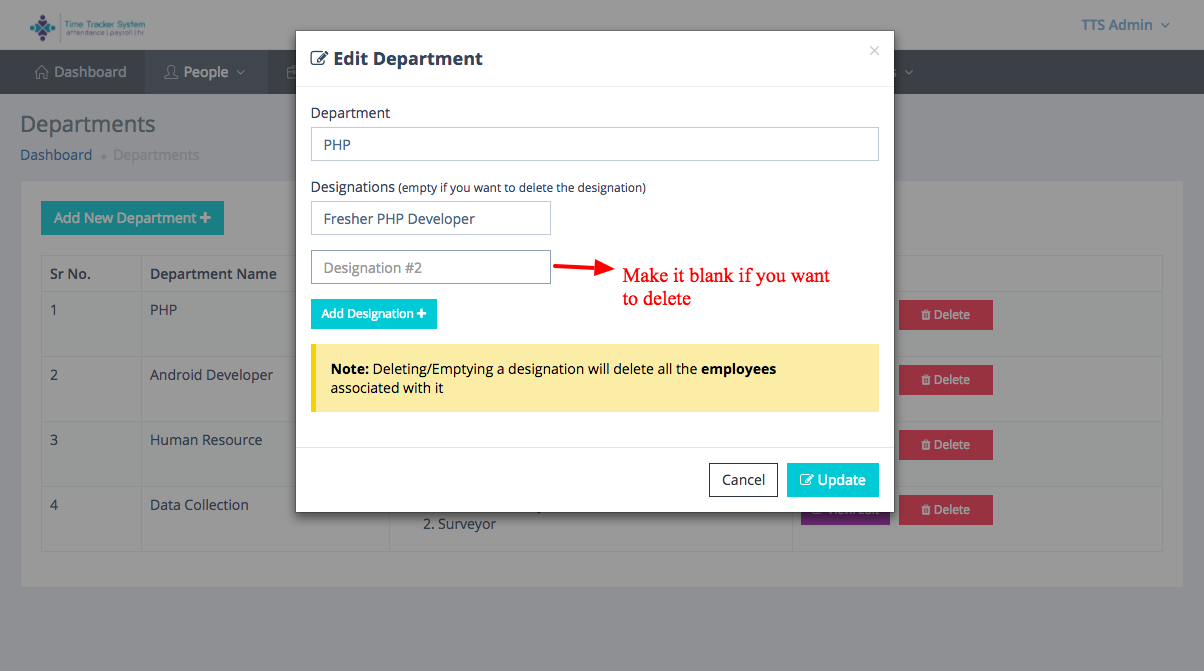 Time Tracker System
attendance | payroll | hr
TTS Admin
Dashboard
People
Edit Department
×
Departments
Dashboard • Departments
Department
PHP
Designations (empty if you want to delete the designation)
Fresher PHP Developer
Designation #2
Make it blank if you want
to delete
Add Designation +
Note: Deleting/Emptying a designation will delete all the employees
associated with it
Cancel
Update
Add New Department +
Sr No. Department Name
1 PHP Delete
2 Android Developer Delete
3 Human Resource Delete
4 Data Collection Delete
2. Surveyor